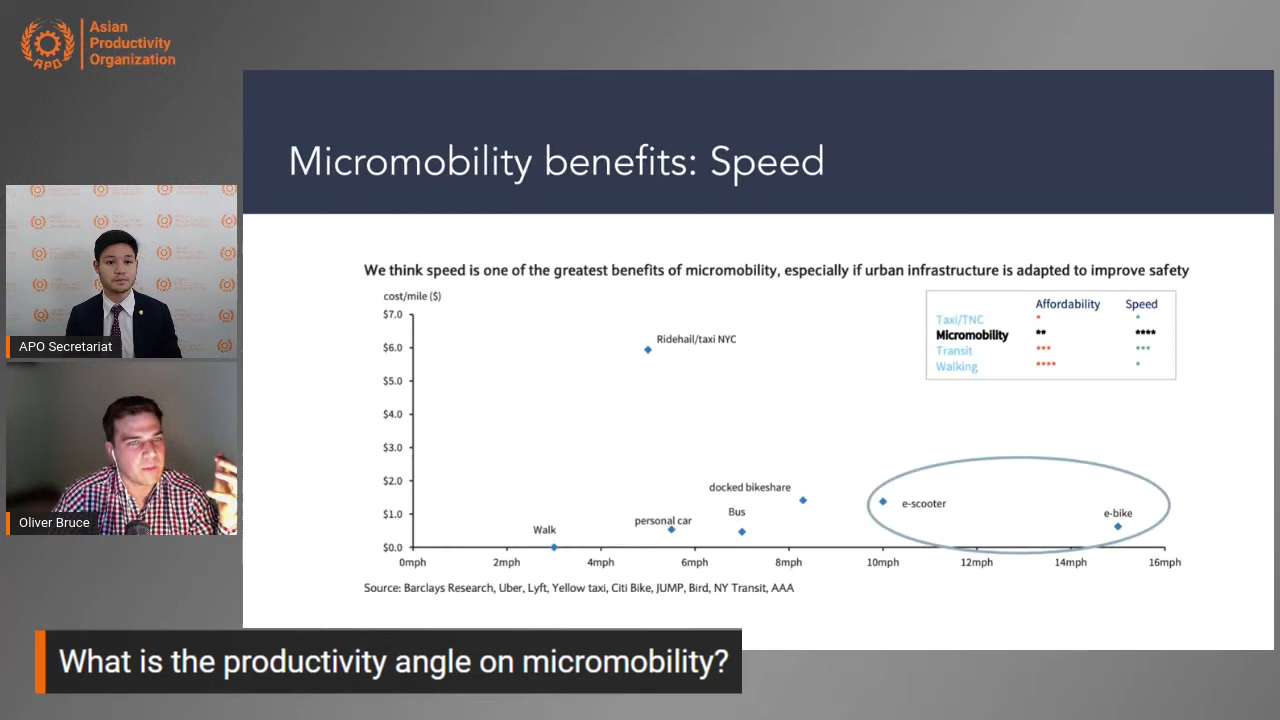 Asian
Productivity
Organization
APO
Micromobility benefits: Speed
We think speed is one of the greatest benefits of micromobility, especially if urban infrastructure is adapted to improve safety
cost/mile ($)
$7.0
$6.0
$5.0
$4.0
$3.0
$2.0
$1.0
$0.0
Ridehail/taxi NYC
docked bikeshare
e-scooter
Bus
e-bike
personal car
Walk
0mph 2mph 4mph 6mph 8mph 10mph 12mph 14mph 16mph
Affordability Speed
Taxi/TNC * *
Micromobility ** ****
Transit *** ***
Walking **** *
Source: Barclays Research, Uber, Lyft, Yellow taxi, Citi Bike, JUMP, Bird, NY Transit, AAA
APO Secretariat
Oliver Bruce
What is the productivity angle on micromobility?